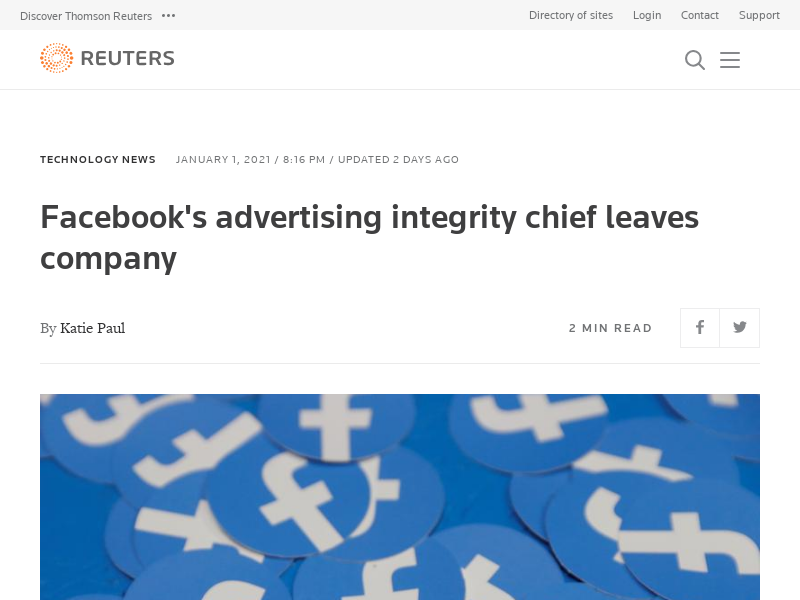 Discover Thomson Reuters
Directory of sites Login Contact Support
REUTERS
TECHNOLOGY NEWS JANUARY 1, 2021 / 8:16 PM / UPDATED 2 DAYS AGO
Facebook's advertising integrity chief leaves
company
By Katie Paul
2 MIN READ